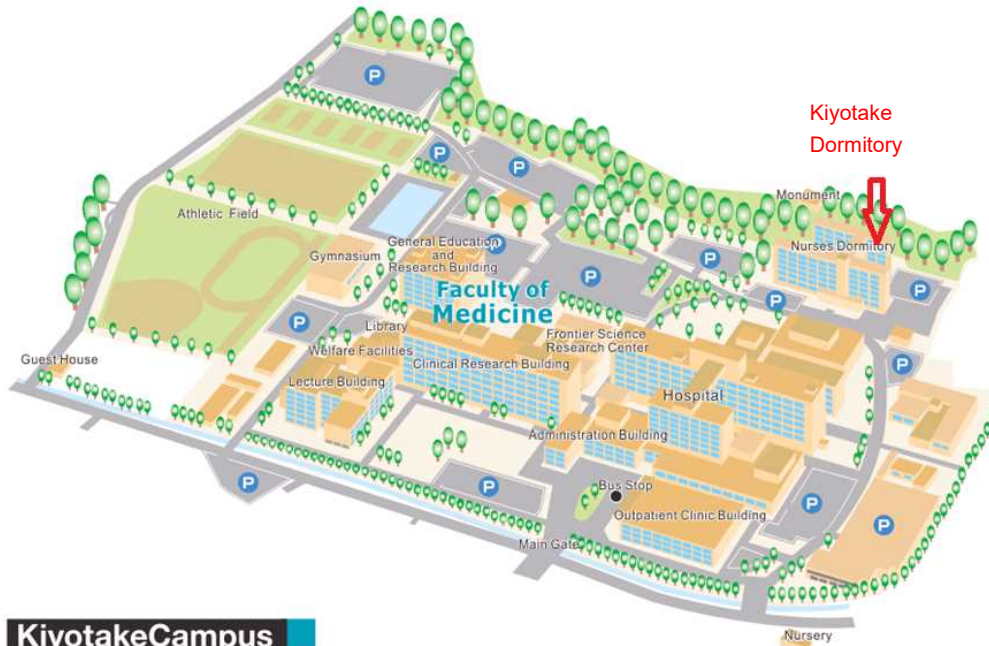 P
Kiyotake
Dormitory
P
P
Monument
Athletic Field
General Education
and
Research Building
P
Gymnasium
Nurses Dormitory
P
P
P
P
Faculty of
Medicine
P
Library
Frontier Science
Research Center
Guest House
Welfare Facilities
Clinical Research Building
P
Lecture Building
Hospital
Administration Building
P
P
Bus Stop
P
Outpatient Clinic Building
P
Main Gate
KiyotakeCampus
Nursery